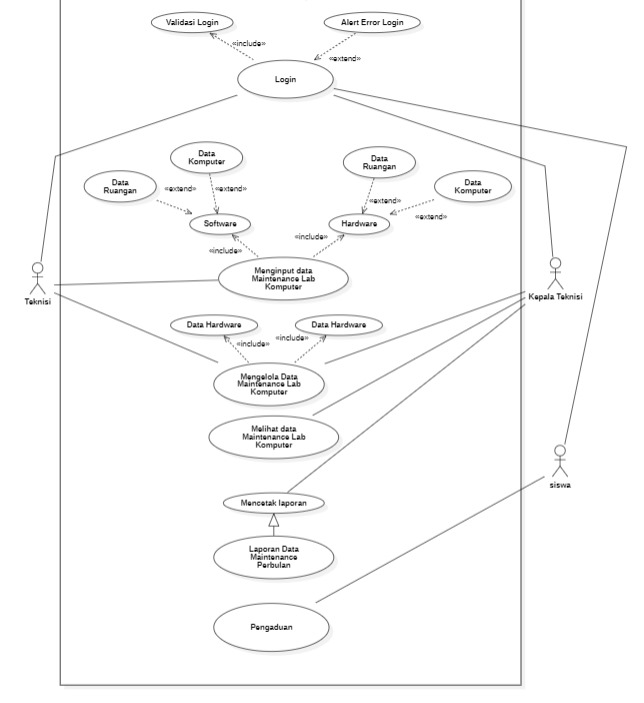 Validasi Login
Alert Error Login
«include»
«extend»
Login
Data
Komputer
Data
Ruangan
Data
Ruangan
Data
Komputer
«extend»
«extend»
«extend»
«extend»
Software
Hardware
«include»
«include»
Menginput data
Maintenance Lab
Komputer
Teknisi
Kepala Teknisi
Data Hardware
Data Hardware
«include»
«include»
Mengelola Data
Maintenance Lab
Komputer
Melihat data
Maintenance Lab
Komputer
siswa
Mencetak laporan
Laporan Data
Maintenance
Perbulan
Pengaduan